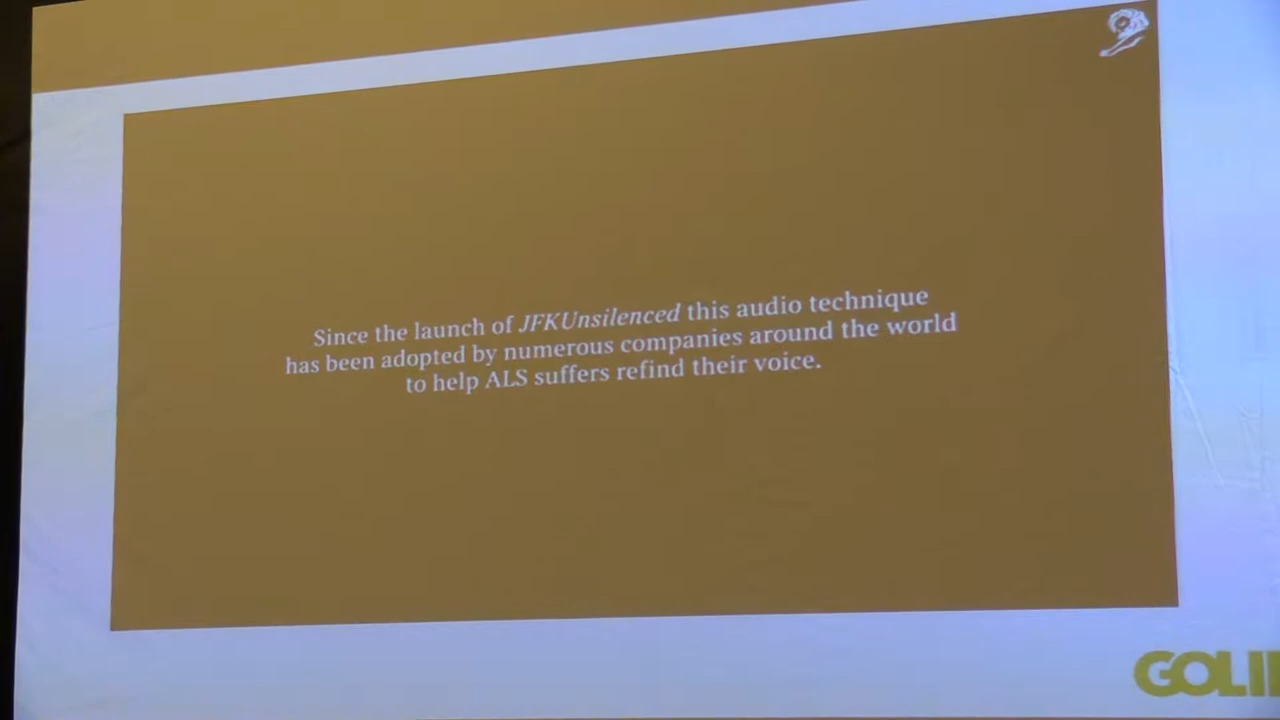 Since the launch of JFKUnsilenced this audio technique
has been adopted by numerous companies around the world
to help ALS suffers refind their voice.